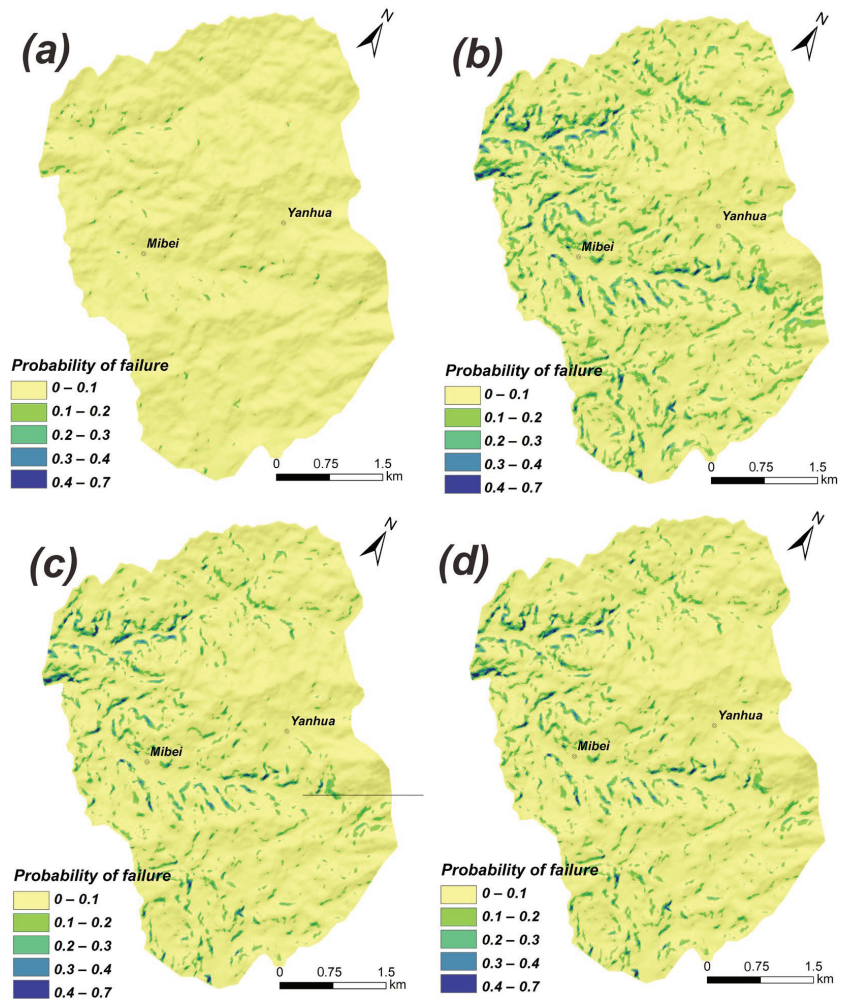 (a)
N
Yanhua
Mibei
Probability of failure
0 – 0.1
0.1 – 0.2
0.2 – 0.3
0.3 – 0.4
0.4 – 0.7
0 0.75 1.5
km
(b)
N
Yanhua
Mibei
Probability of failure
0 – 0.1
0.1 – 0.2
0.2 – 0.3
0.3 – 0.4
0.4 – 0.7
0 0.75 1.5
km
(c)
N
Yanhua
Mibei
Probability of failure
0 – 0.1
0.1 – 0.2
0.2 – 0.3
0.3 – 0.4
0.4 – 0.7
0 0.75 1.5
km
(d)
N
Yanhua
Mibei
Probability of failure
0 – 0.1
0.1 – 0.2
0.2 – 0.3
0.3 – 0.4
0.4 – 0.7
0 0.75 1.5
km